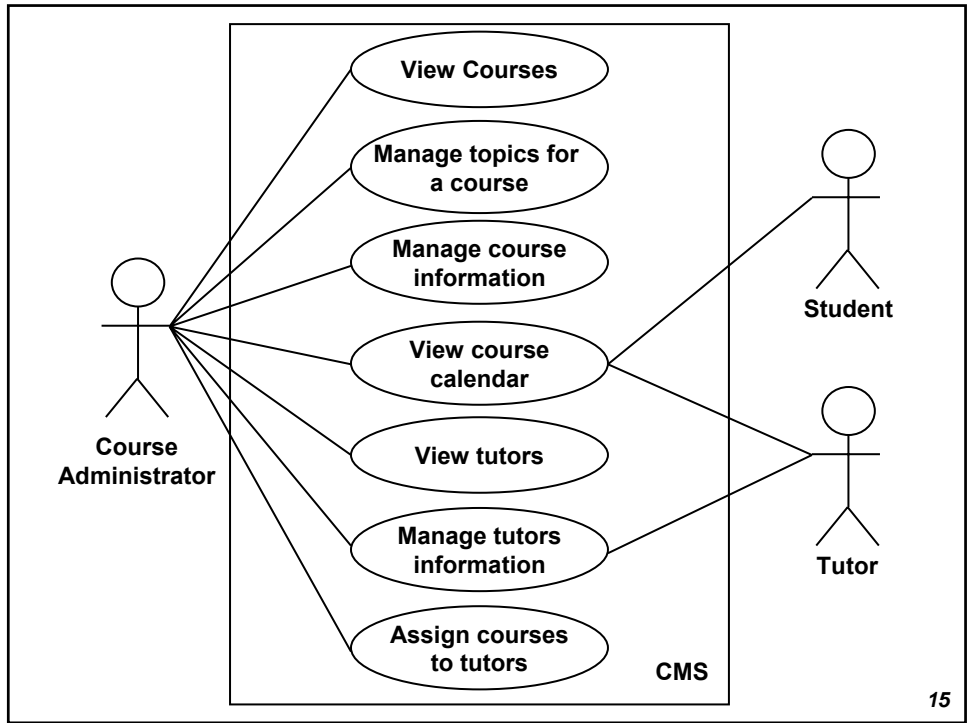 View Courses
Manage topics for
a course
Manage course
information
View course
calendar
View tutors
Manage tutors
information
Assign courses
to tutors
CMS
Course
Administrator
Student
Tutor
15